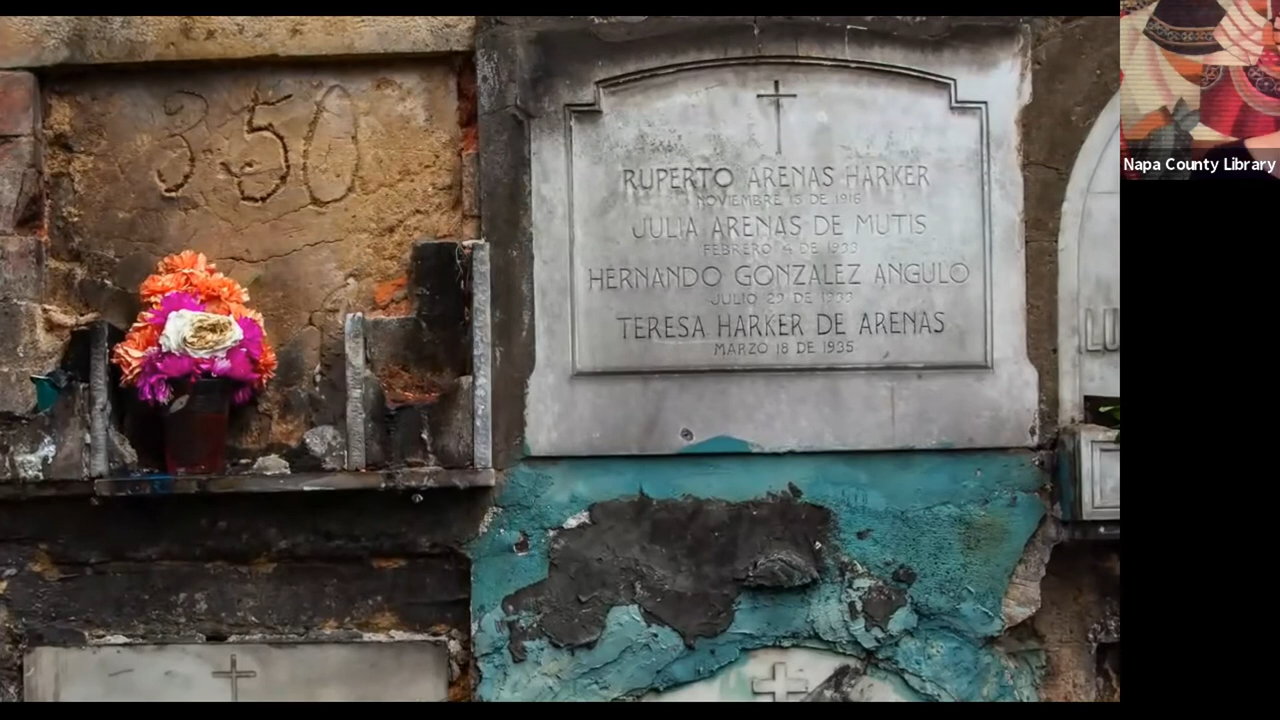 350
RUPERTO ARENAS HARKER
NOVIEMBRE 15 DE 1916
JULIA ARENAS DE MUTIS
FEBRERO 4 DE 1933
HERNANDO GONZALEZ ANGULO
JULIO 29 DE 1933
TERESA HARKER DE ARENAS
MARZO 18 DE 1935
LU
Napa County Library